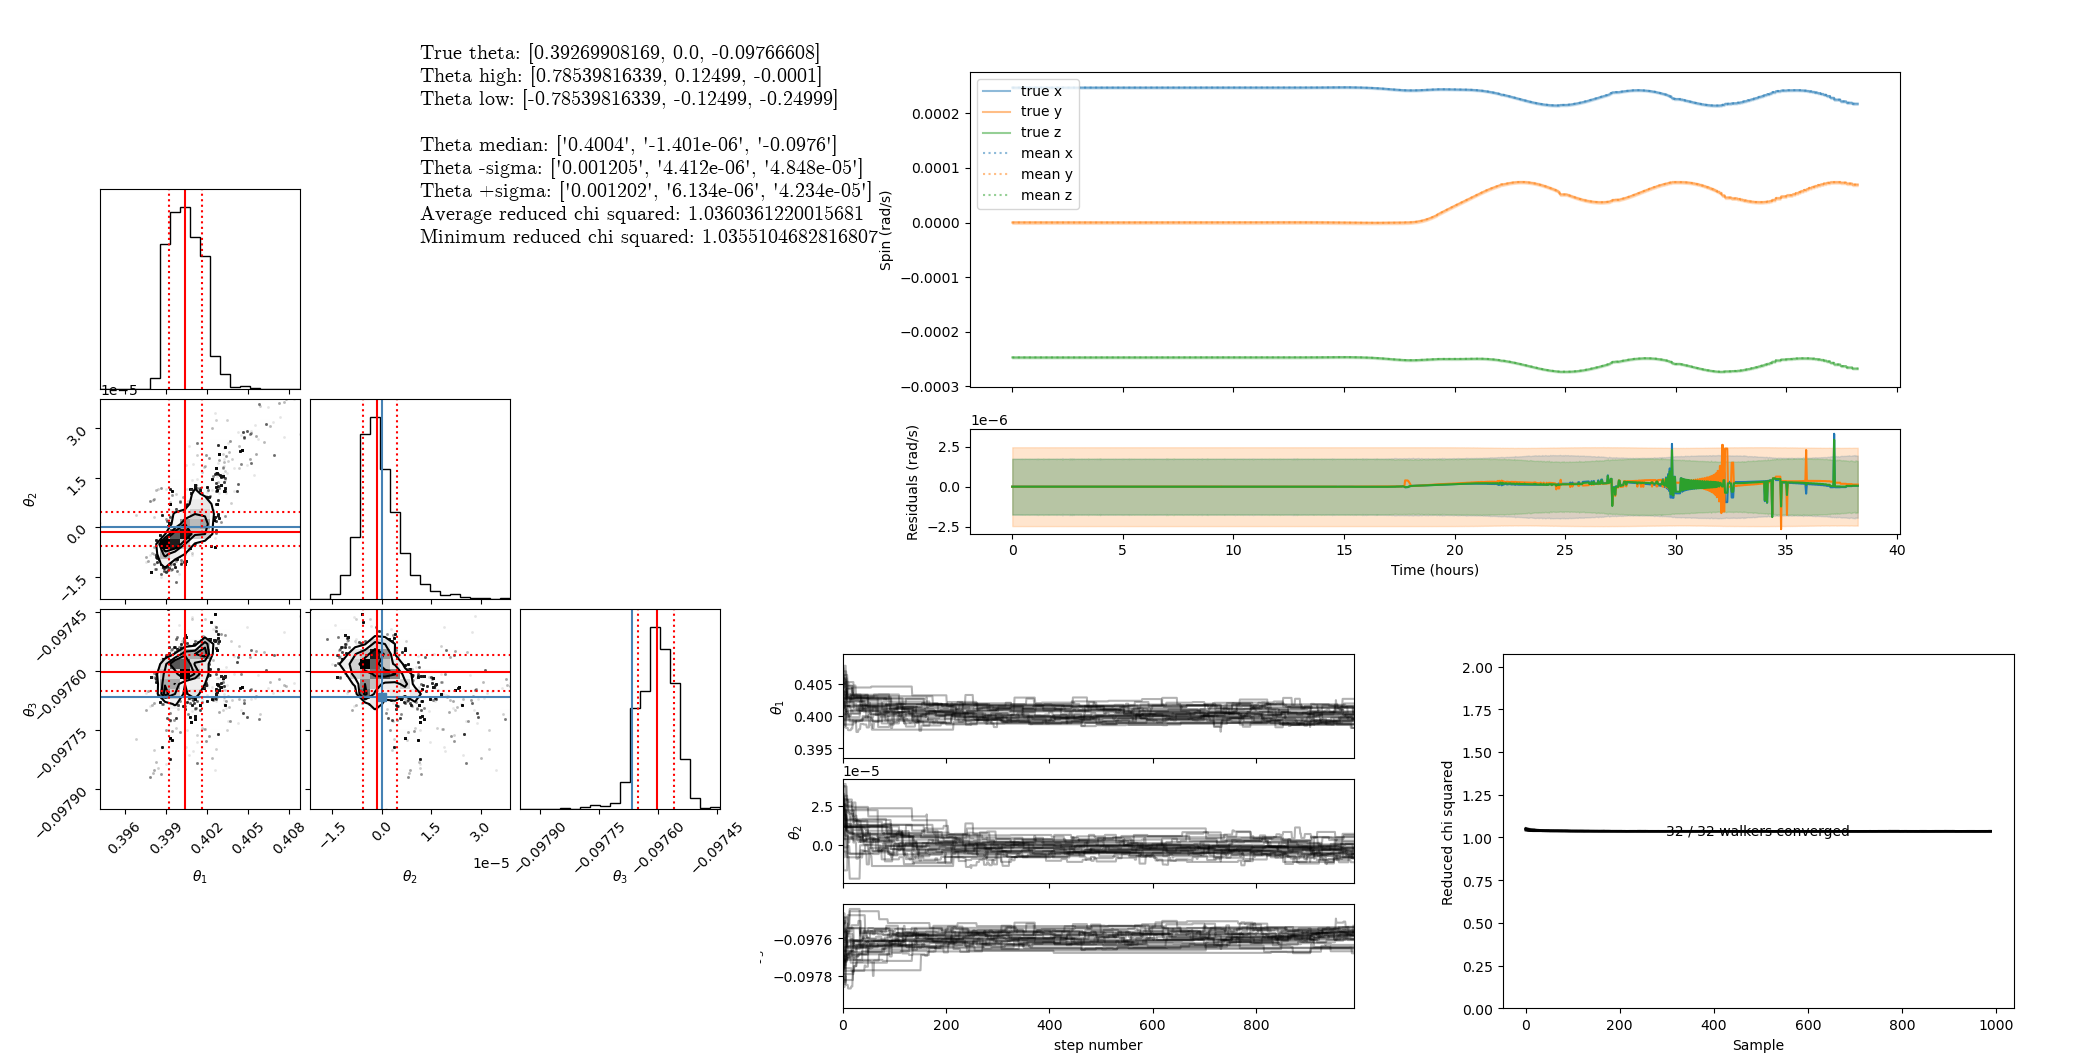 True theta: [0.39269908169, 0.0, -0.09766608]
Theta high: [0.78539816339, 0.12499, -0.0001]
Theta low: [-0.78539816339, -0.12499, -0.24999]
Theta median: ['0.4004', '-1.401e-06', '-0.0976']
Theta -sigma: ['0.001205', '4.412e-06', '4.848e-05']
Theta +sigma: ['0.001202', '6.134e-06', '4.234e-05']
Average reduced chi squared: 1.0360361220015681
Minimum reduced chi squared: 1.0355104682816807
1e−5
θ2
3.0
1.5
0.0
−1.5
θ3
−0.09745
−0.09760
−0.09775
−0.09790
0.396
0.399
0.402
0.405
0.408
θ1
−1.5
0.0
1.5
3.0
1e−5
θ2
−0.09790
−0.09775
−0.09760
−0.09745
θ3
true x
true y
true z
mean x
mean y
mean z
Spin (rad/s)
0.0002
0.0001
0.0000
−0.0001
−0.0002
−0.0003
1e−6
Residuals (rad/s)
2.5
0.0
−2.5
0
5
10
15
20
25
30
35
40
Time (hours)
θ1
0.405
0.400
0.395
1e−5
θ2
2.5
0.0
−0.0976
−0.0978
0
200
400
600
800
step number
Reduced chi squared
2.00
1.75
1.50
1.25
1.00
0.75
0.50
0.25
0.00
32 / 32 walkers converged
0
200
400
600
800
1000
Sample